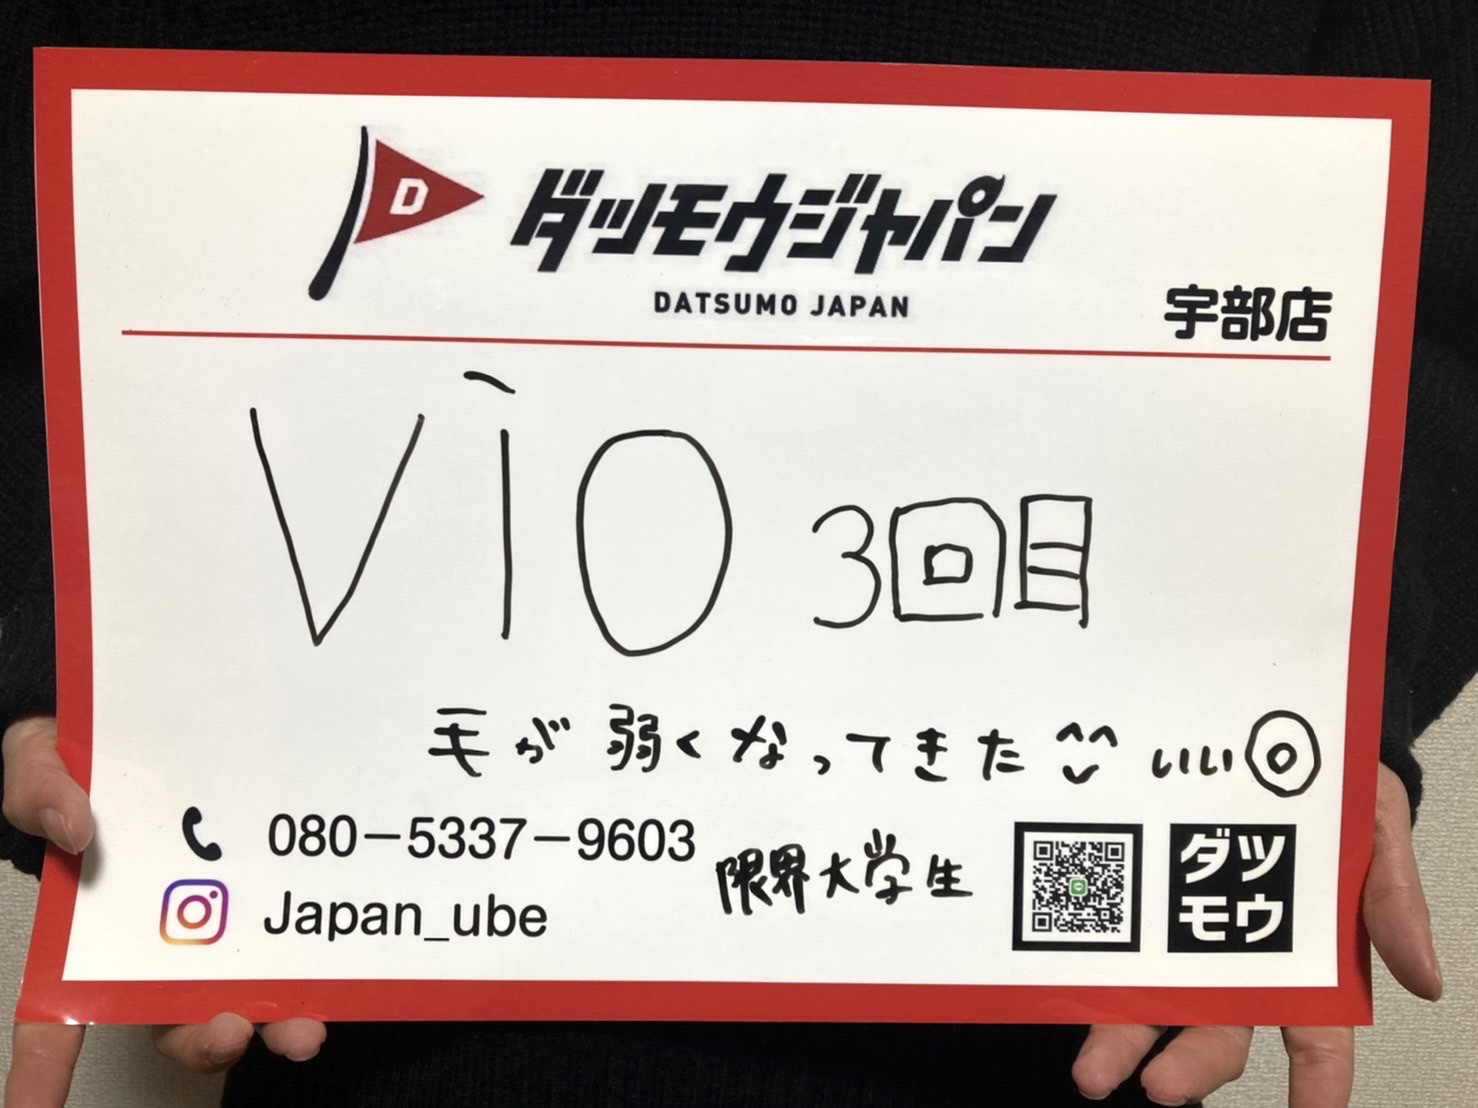 D
ダツモウジャパン
DATSUMO JAPAN
宇部店
Vio 3回目
毛が弱くなってきた ^^ いい◎
080-5337-9603
限界大学生
Japan_ube
ダツ
モウ